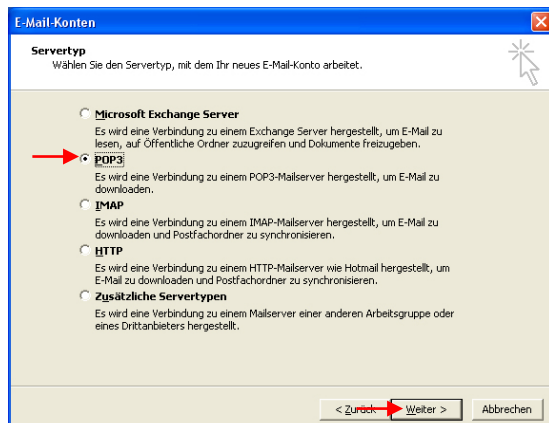 E-Mail-Konten
Servertyp
Wählen Sie den Servertyp, mit dem Ihr neues E-Mail-Konto arbeitet.
Microsoft Exchange Server
Es wird eine Verbindung zu einem Exchange Server hergestellt, um E-Mail zu
lesen, auf Öffentliche Ordner zuzugreifen und Dokumente freizugeben.
POP3
Es wird eine Verbindung zu einem POP3-Mailserver hergestellt, um E-Mail zu
downloaden.
IMAP
Es wird eine Verbindung zu einem IMAP-Mailserver hergestellt, um E-Mail zu
downloaden und Postfachordner zu synchronisieren.
HTTP
Es wird eine Verbindung zu einem HTTP-Mailserver wie Hotmail hergestellt, um
E-Mail zu downloaden und Postfachordner zu synchronisieren.
Zusätzliche Servertypen
Es wird eine Verbindung zu einem Mailserver einer anderen Arbeitsgruppe oder
eines Drittanbieters hergestellt.
< Zurück Weiter > Abbrechen